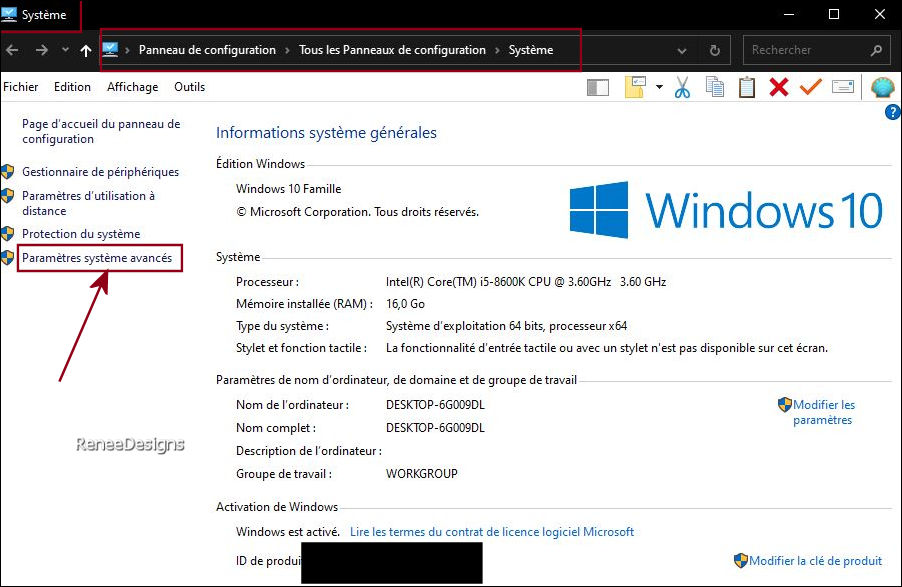 Système
Panneau de configuration > Tous les Panneaux de configuration > Système
Rechercher
Fichier Edition Affichage Outils
?
Page d'accueil du panneau de
configuration
Gestionnaire de périphériques
Paramètres d'utilisation à
distance
Protection du système
Paramètres système avancés
ReneeDesigns
Informations système générales
Édition Windows
Windows 10 Famille
© Microsoft Corporation. Tous droits réservés.
Windows 10
Système
Processeur : Intel(R) Core(TM) i5-8600K CPU @ 3.60GHz 3.60 GHz
Mémoire installée (RAM) : 16,0 Go
Type du système : Système d'exploitation 64 bits, processeur x64
Stylet et fonction tactile : La fonctionnalité d'entrée tactile ou avec un stylet n'est pas disponible sur cet écran.
Paramètres de nom d'ordinateur, de domaine et de groupe de travail
Nom de l'ordinateur : DESKTOP-6G009DL
Modifier les
paramètres
Nom complet : DESKTOP-6G009DL
Description de l'ordinateur :
Groupe de travail : WORKGROUP
Activation de Windows
Windows est activé. Lire les termes du contrat de licence logiciel Microsoft
ID de produi
Modifier la clé de produit